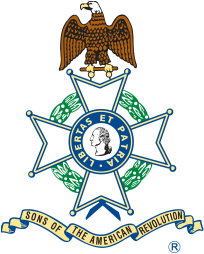 LIBERTAS ET PATRIA
SONS OF THE AMERICAN REVOLUTION
®